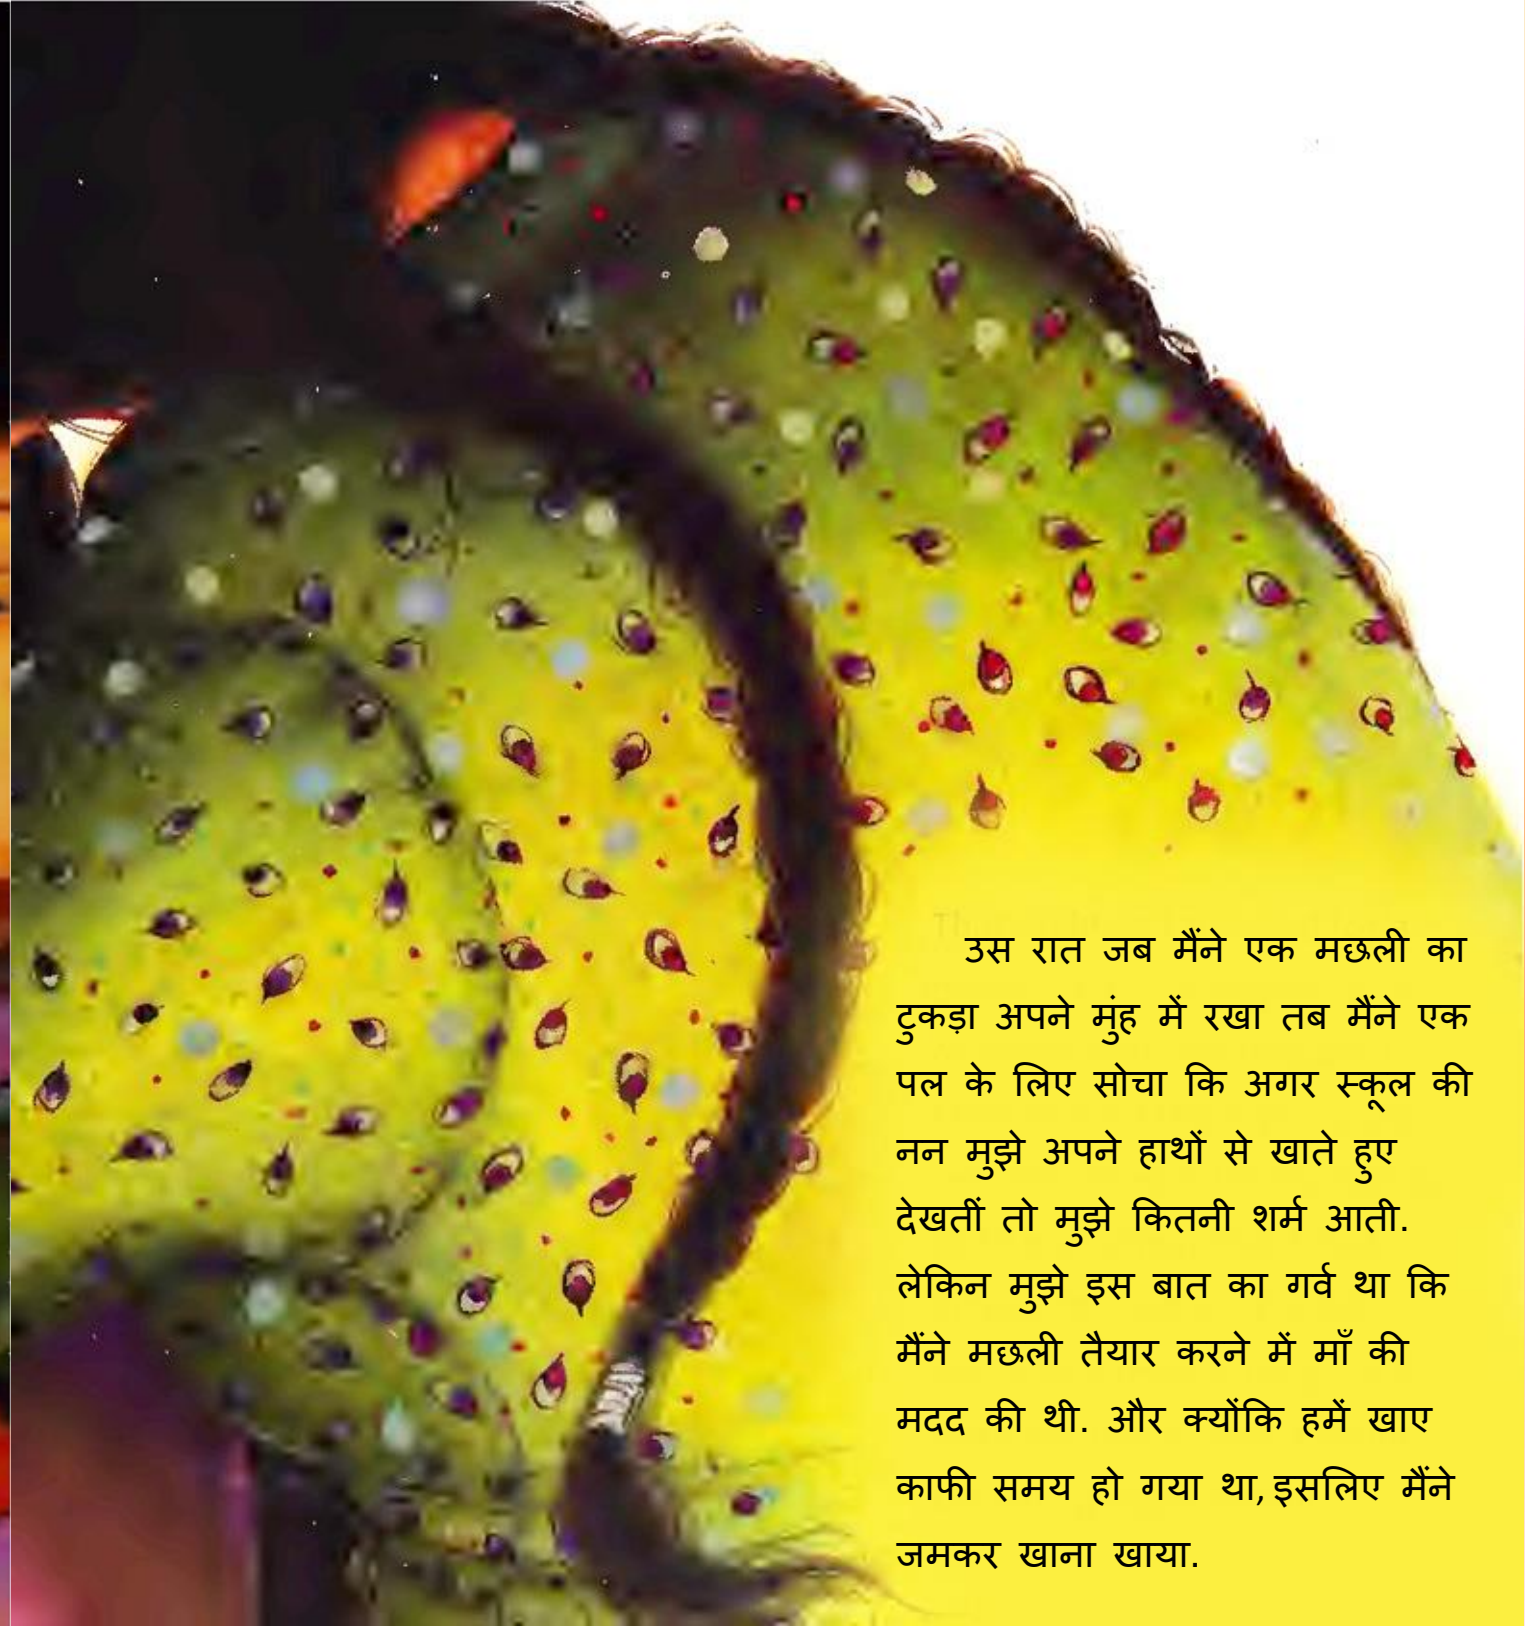 उस रात जब मैंने एक मछली का
टुकड़ा अपने मुंह में रखा तब मैंने एक
पल के लिए सोचा कि अगर स्कूल की
नन मुझे अपने हाथों से खाते हुए
देखतीं तो मुझे कितनी शर्म आती.
लेकिन मुझे इस बात का गर्व था कि
मैंने मछली तैयार करने में माँ की
मदद की थी. और क्योंकि हमें खाए
काफी समय हो गया था, इसलिए मैंने
जमकर खाना खाया.